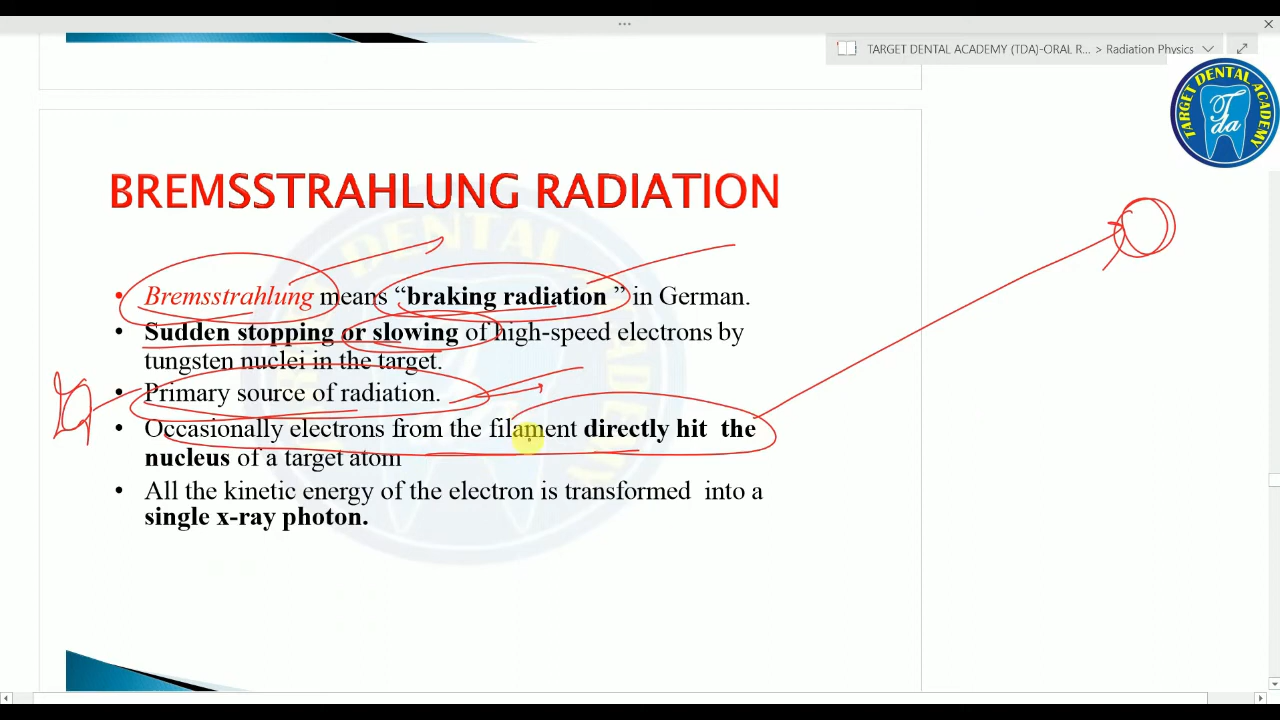 TARGET DENTAL ACADEMY (TDA)-ORAL R... > Radiation Physics
TARGET DENTAL ACADEMY
Tda
BREMSSTRAHLUNG RADIATION
• Bremsstrahlung means “braking radiation ” in German.
• Sudden stopping or slowing of high-speed electrons by
tungsten nuclei in the target.
• Primary source of radiation.
• Occasionally electrons from the filament directly hit the
nucleus of a target atom
• All the kinetic energy of the electron is transformed into a
single x-ray photon.